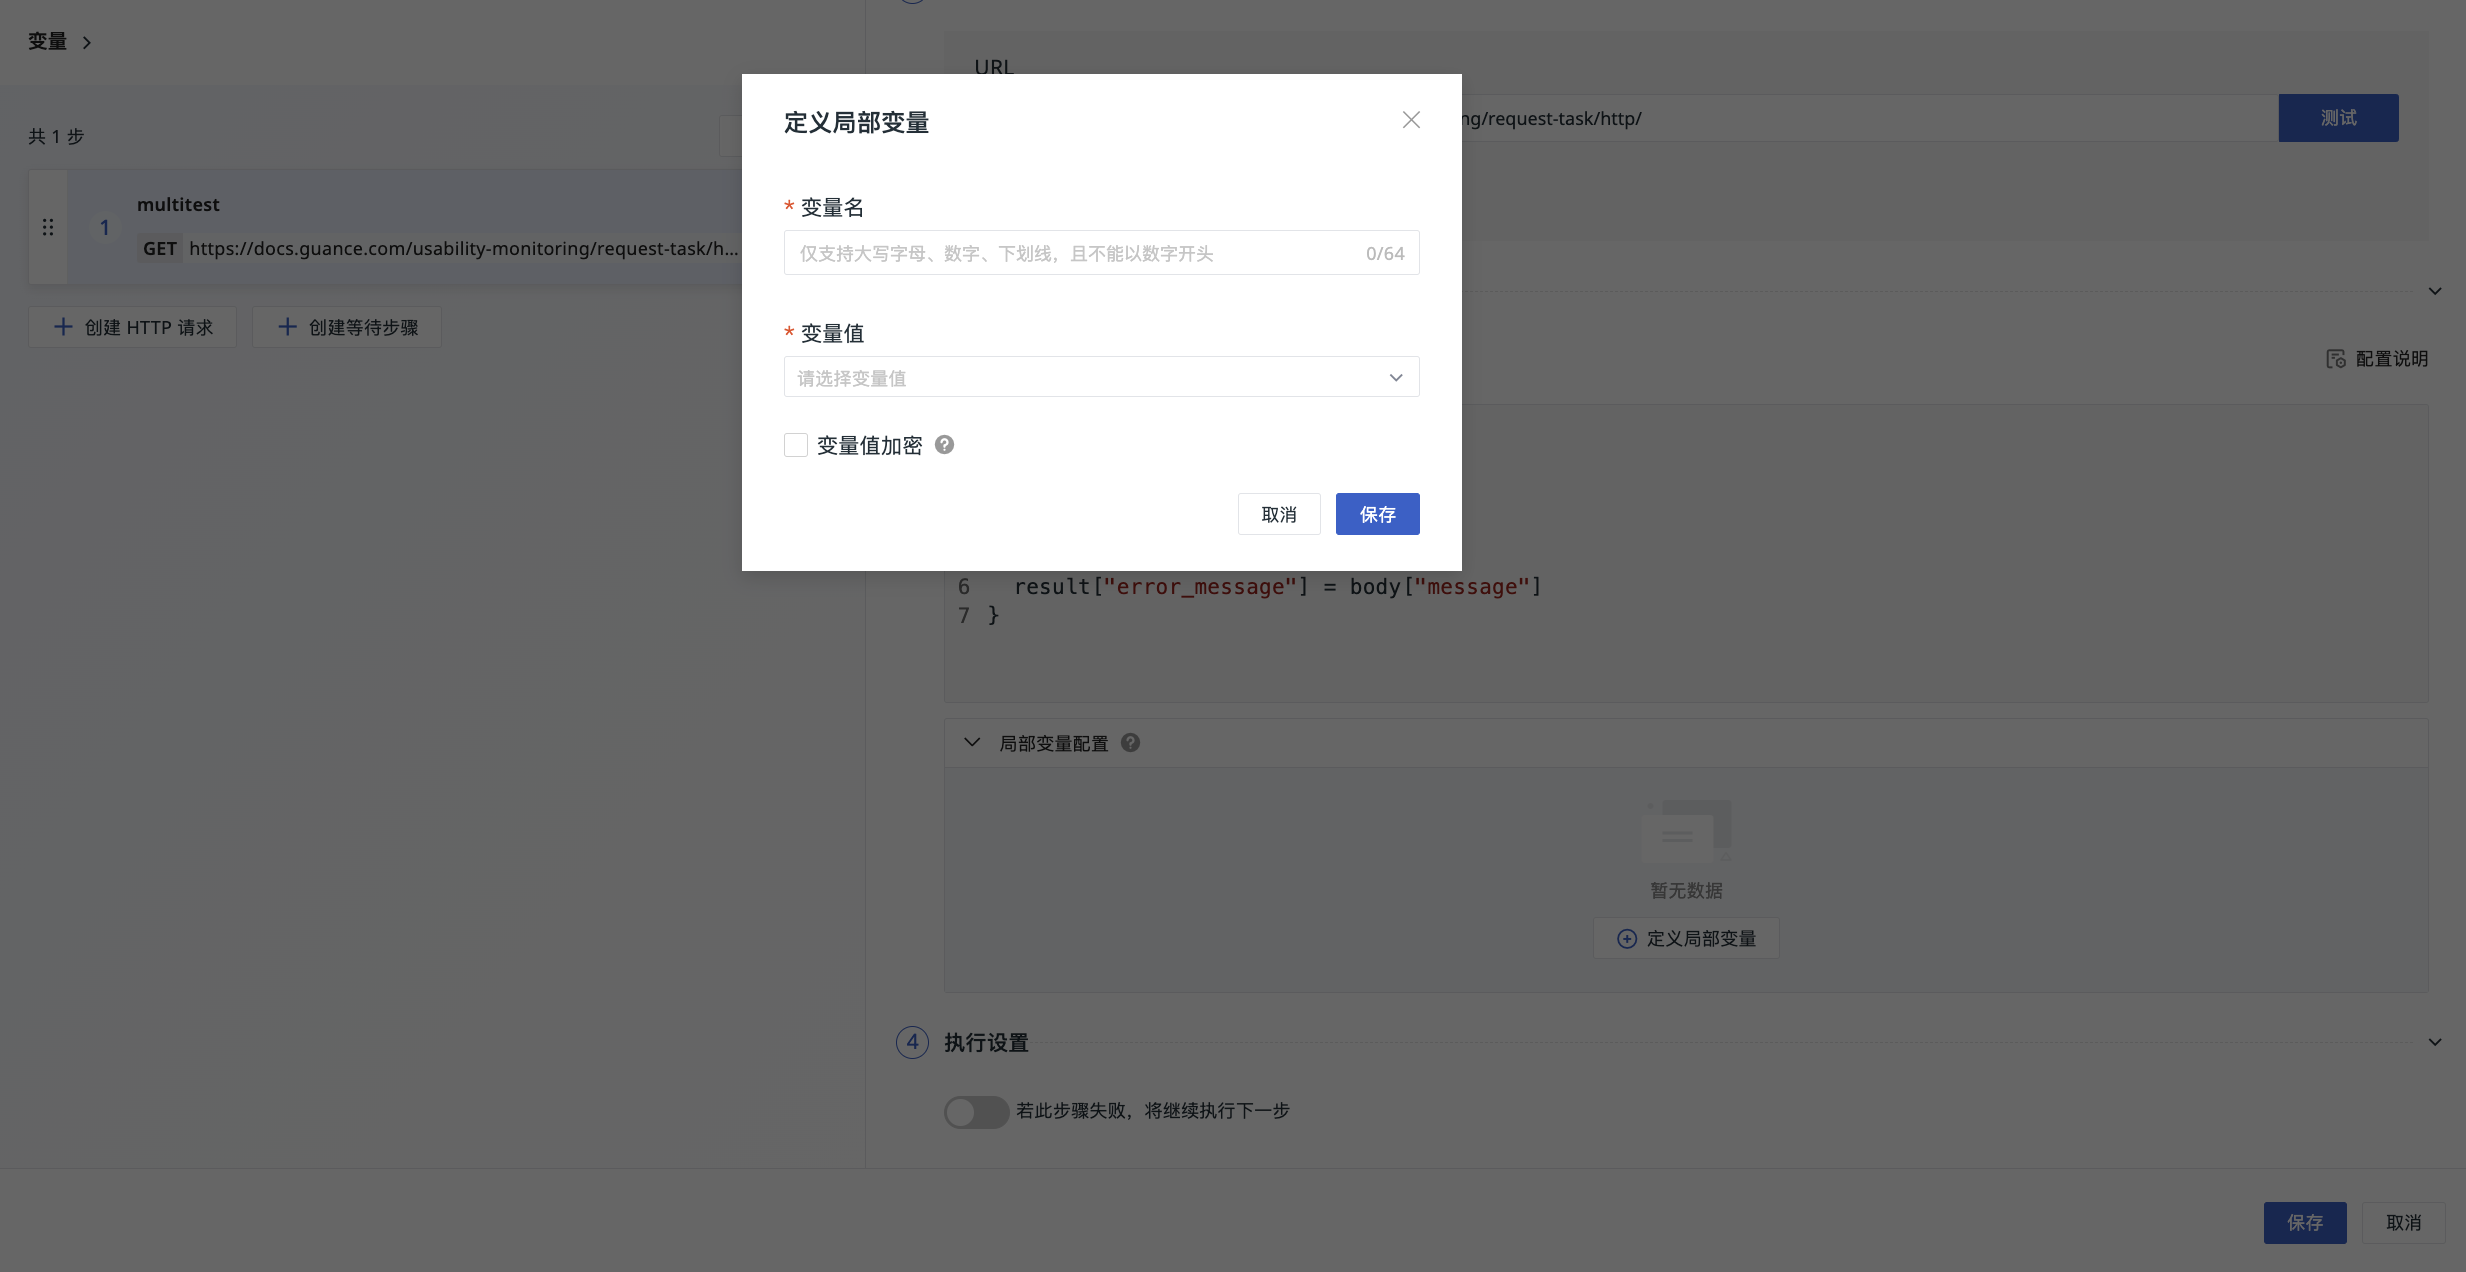 变量
共 1 步
1
multitest
GET https://docs.guance.com/usability-monitoring/request-task/h...
创建 HTTP 请求
创建等待步骤
URL
ng/request-task/http/
测试
定义局部变量
* 变量名
仅支持大写字母、数字、下划线，且不能以数字开头
0/64
* 变量值
请选择变量值
变量值加密
取消
保存
配置说明
6 result["error_message"] = body["message"]
7 }
局部变量配置
暂无数据
定义局部变量
4 执行设置
若此步骤失败，将继续执行下一步
保存
取消